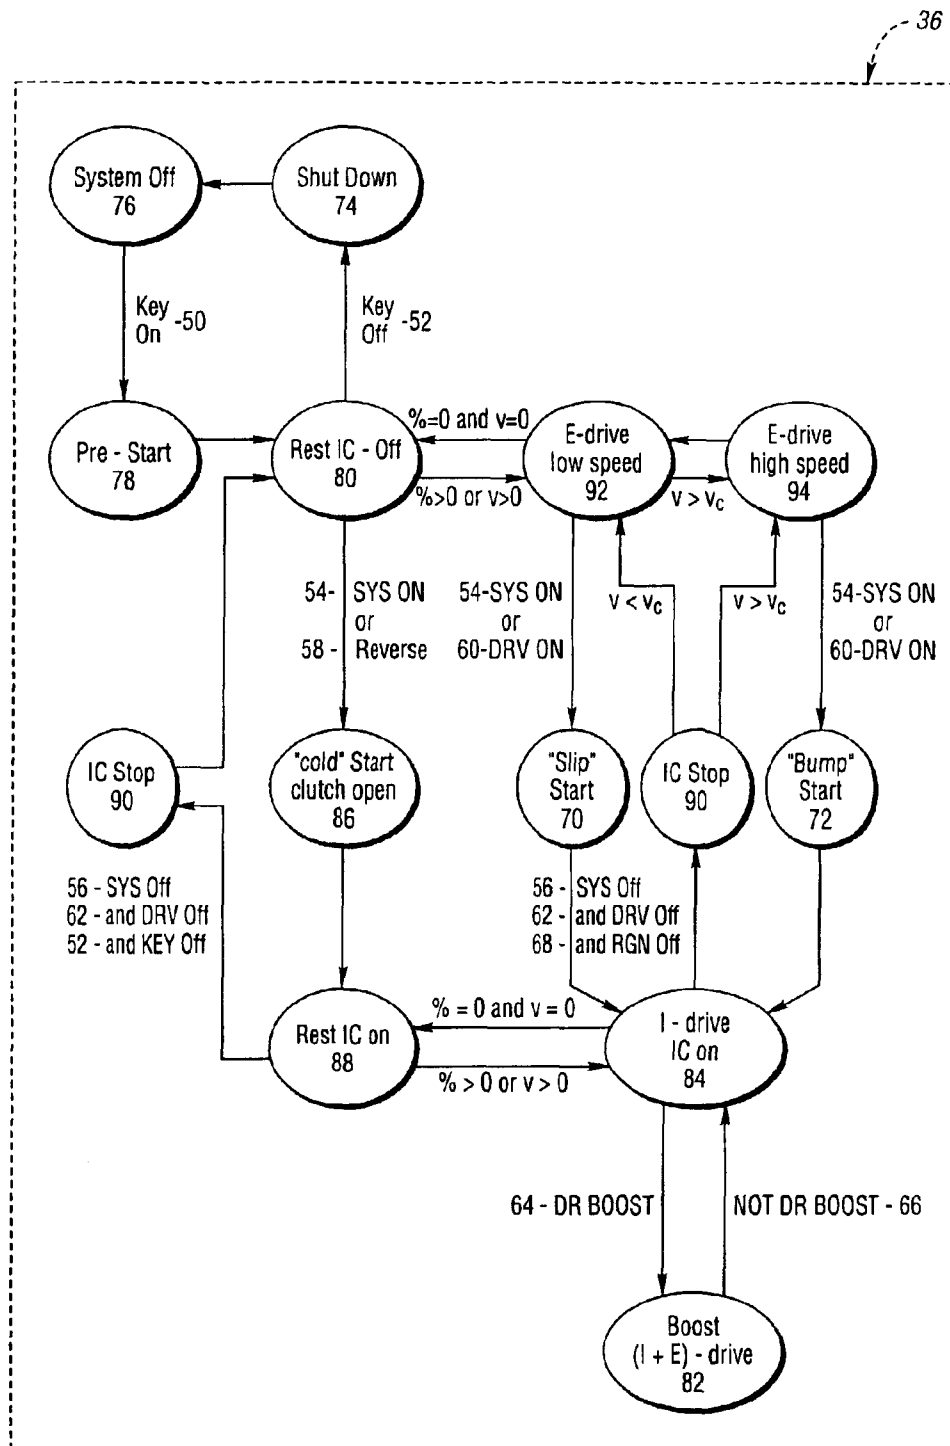 36
System Off
76
Shut Down
74
Key
On -50
Key
Off -52
Pre - Start
78
Rest IC - Off
80
%=0 and v=0
%>0 or v>0
E-drive
low speed
92
v > vc
E-drive
high speed
94
54- SYS ON
or
58 - Reverse
54-SYS ON
or
60-DRV ON
v < vc
v > vc
54-SYS ON
or
60-DRV ON
IC Stop
90
"cold" Start
clutch open
86
"Slip"
Start
70
IC Stop
90
"Bump"
Start
72
56 - SYS Off
62 - and DRV Off
52 - and KEY Off
56 - SYS Off
62 - and DRV Off
68 - and RGN Off
Rest IC on
88
% = 0 and v = 0
% > 0 or v > 0
I - drive
IC on
84
64 - DR BOOST
NOT DR BOOST - 66
Boost
(I + E) - drive
82